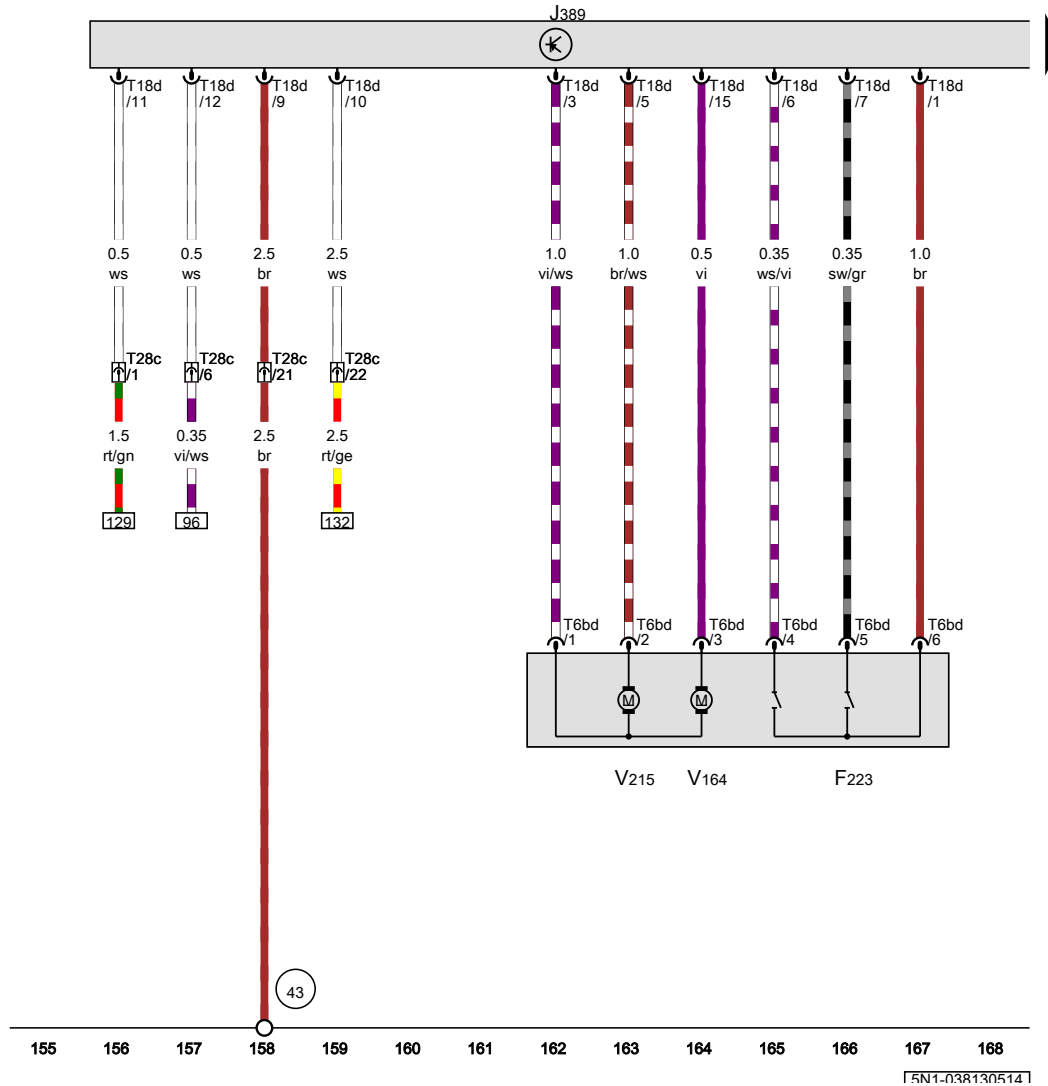 J389
T18d T18d T18d T18d T18d T18d T18d T18d T18d T18d
/11 /12 /9 /10 /3 /5 /15 /6 /7 /1
0.5 0.5 2.5 2.5 1.0 1.0 0.5 0.35 0.35 1.0
ws ws br ws vi/ws br/ws vi ws/vi sw/gr br
T28c T28c T28c T28c
/1 /6 /21 /22
1.5 0.35 2.5 2.5
rt/gn vi/ws br rt/ge
129 96 132
T6bd T6bd T6bd T6bd T6bd T6bd
/1 /2 /3 /4 /5 /6
M M
V215 V164 F223
43
155 156 157 158 159 160 161 162 163 164 165 166 167 168
5N1-038130514